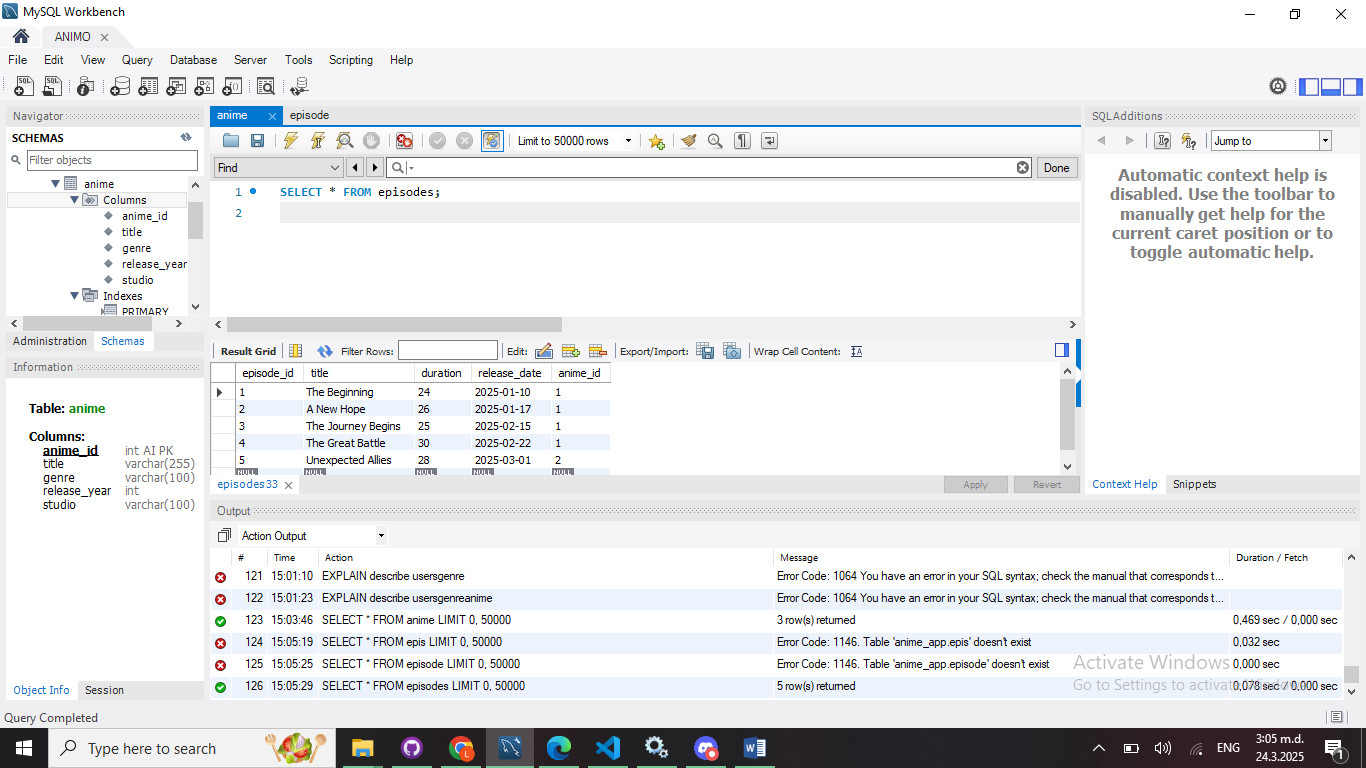 MySQL Workbench
ANIMO
File Edit View Query Database Server Tools Scripting Help
Navigator
SCHEMAS
Filter objects
anime
Columns
anime_id
title
genre
release_year
studio
Indexes
PRIMARY
Administration Schemas
Information
Table: anime
Columns:
anime_id int AI PK
title varchar(255)
genre varchar(100)
release_year int
studio varchar(100)
Object Info Session
anime episode
Limit to 50000 rows
Find Done
1 SELECT * FROM episodes;
2
Result Grid Filter Rows: Edit: Export/Import: Wrap Cell Content:
episode_id title duration release_date anime_id
1 The Beginning 24 2025-01-10 1
2 A New Hope 26 2025-01-17 1
3 The Journey Begins 25 2025-02-15 1
4 The Great Battle 30 2025-02-22 1
5 Unexpected Allies 28 2025-03-01 2
NULL NULL NULL NULL NULL
episodes 33 Apply Revert
SQLAdditions
Jump to
Automatic context help is
disabled. Use the toolbar to
manually get help for the
current caret position or to
toggle automatic help.
Context Help Snippets
Output
Action Output
# Time Action Message Duration / Fetch
121 15:01:10 EXPLAIN describe usersgenre Error Code: 1064 You have an error in your SQL syntax; check the manual that corresponds t...
122 15:01:23 EXPLAIN describe usersgenreanime Error Code: 1064 You have an error in your SQL syntax; check the manual that corresponds t...
123 15:03:46 SELECT * FROM anime LIMIT 0, 50000 3 row(s) returned 0,469 sec / 0,000 sec
124 15:05:19 SELECT * FROM epis LIMIT 0, 50000 Error Code: 1146. Table 'anime_app.epis' doesn't exist 0,032 sec
125 15:05:25 SELECT * FROM episode LIMIT 0, 50000 Error Code: 1146. Table 'anime_app.episode' doesn't exist 0,000 sec
126 15:05:29 SELECT * FROM episodes LIMIT 0, 50000 5 row(s) returned 0,078 sec / 0,000 sec
Activate Windows
Go to Settings to activate Windows.
Query Completed
Type here to search
ENG
3:05 m.d.
24.3.2025
1